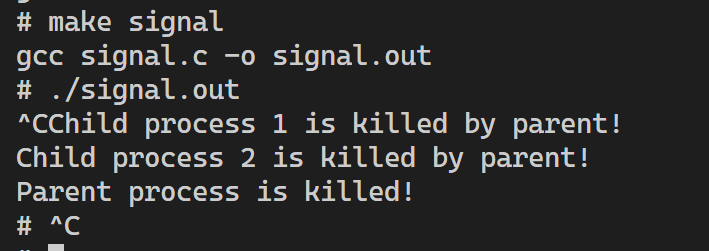 # make signal
gcc signal.c -o signal.out
# ./signal.out
^CChild process 1 is killed by parent!
Child process 2 is killed by parent!
Parent process is killed!
# ^C